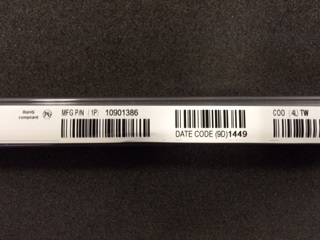 RoHS
compliant
MFG P/N (1P) 10901386
DATE CODE (9D)1449
COO (4L) TW